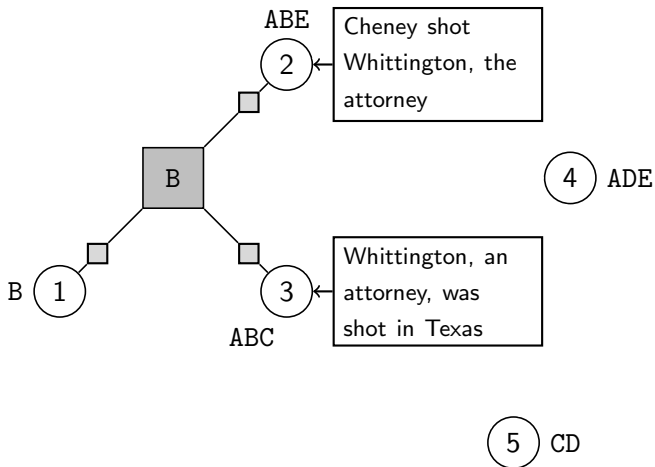 ABE
2
Cheney shot
Whittington, the
attorney
B
4 ADE
B 1
3
ABC
Whittington, an
attorney, was
shot in Texas
5 CD